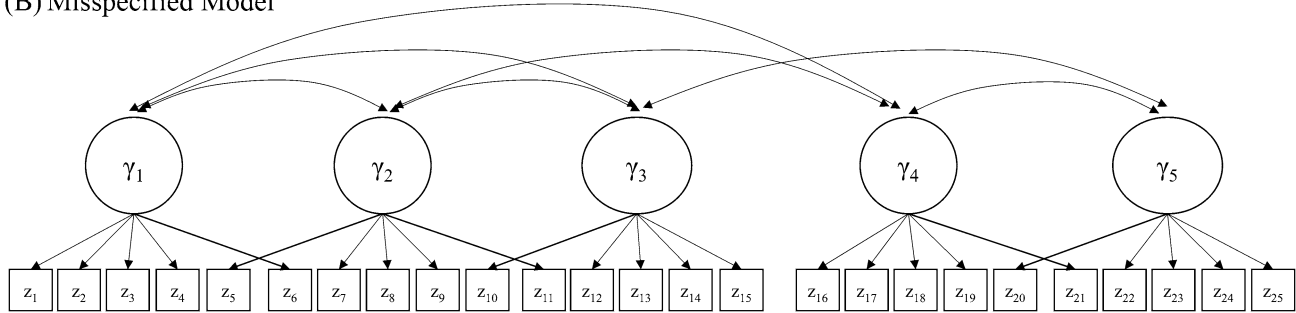 (B) Misspecified Model
γ1 γ2 γ3 γ4 γ5
z1 z2 z3 z4 z5 z6 z7 z8 z9 z10 z11 z12 z13 z14 z15 z16 z17 z18 z19 z20 z21 z22 z23 z24 z25